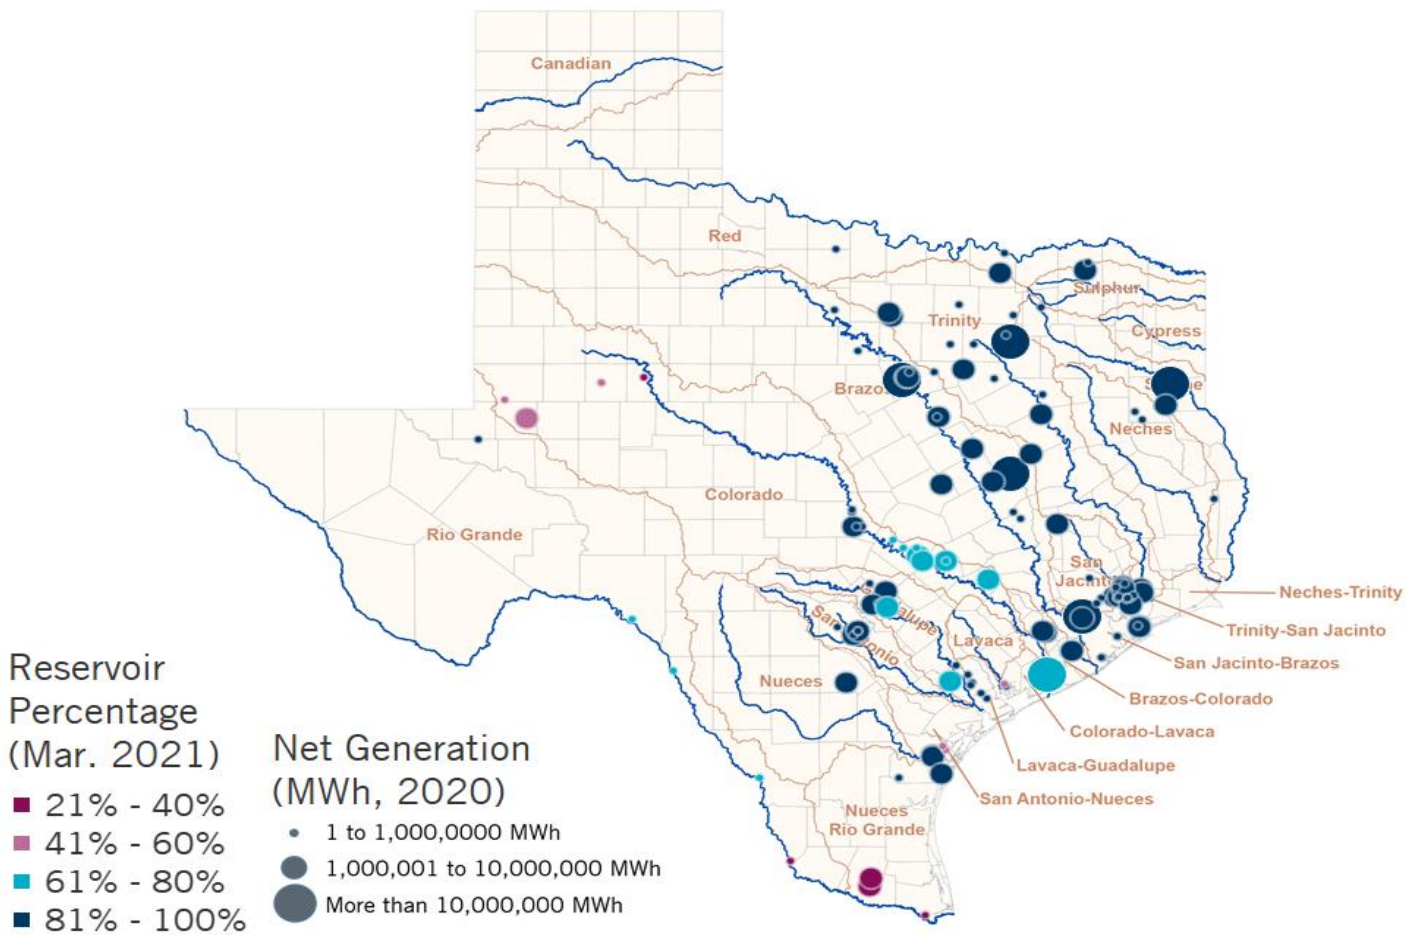 Canadian
Red
Sulphur
Trinity
Cypress
Brazo
Neches
Colorado
Rio Grande
San
Jacinto
Neches-Trinity
Guadalupe
San Antonio
Lavaca
Trinity-San Jacinto
San Jacinto-Brazos
Nueces
Brazos-Colorado
Colorado-Lavaca
Lavaca-Guadalupe
San Antonio-Nueces
Nueces
Rio Grande
Reservoir
Percentage
(Mar. 2021)
21% - 40%
41% - 60%
61% - 80%
81% - 100%
Net Generation
(MWh, 2020)
1 to 1,000,0000 MWh
1,000,001 to 10,000,000 MWh
More than 10,000,000 MWh